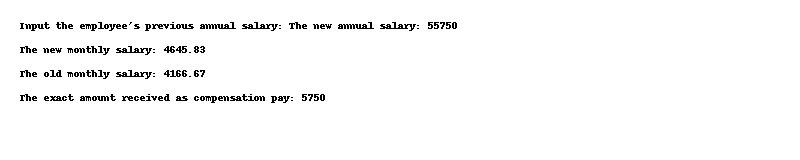 Input the employee's previous annual salary: The new annual salary: 55750
The new monthly salary: 4645.83
The old monthly salary: 4166.67
The exact amount received as compensation pay: 5750